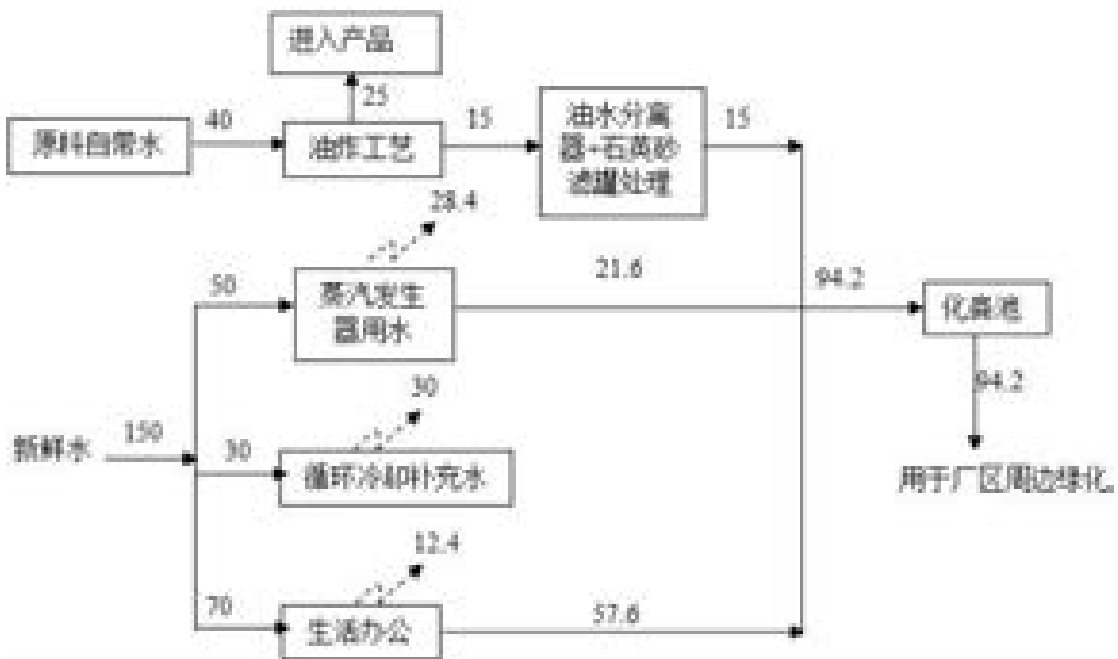 进入产品
25
原料自带水
40
油作工艺
15
油水分离
器+石英砂
滤罐处理
15
28.4
50
蒸汽发生
器用水
21.6
94.2
化粪池
94.2
30
新鲜水
150
30
循环冷却补充水
用于厂区周边绿化。
12.4
70
生活办公
57.6